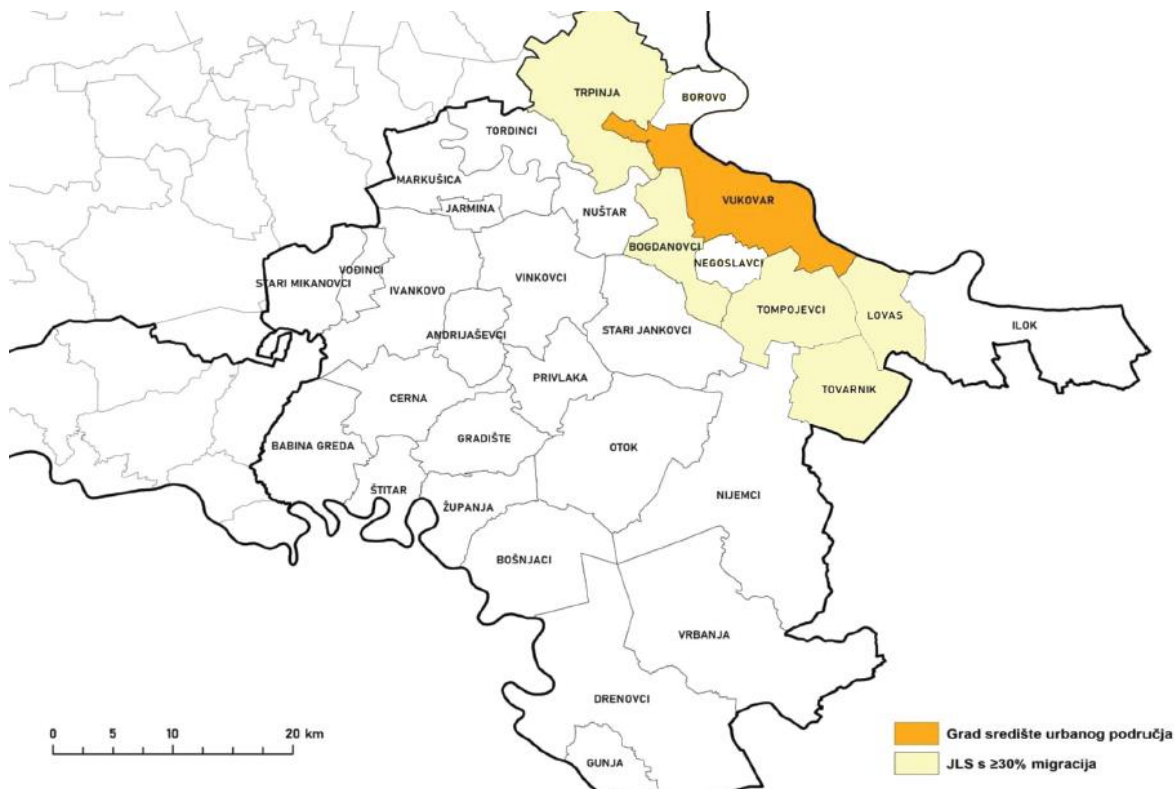 TRPINJA
BOROVO
TORDINCI
MARKUŠICA
JARMINA
NUŠTAR
VUKOVAR
BOGDANOVCI
NEGOSLAVCI
STARI MIKANOVCI
VOĐINCI
IVANKOVO
VINKOVCI
ANDRIJAŠEVCI
STARI JANKOVCI
TOMPOJEVCI
LOVAS
ILOK
TOVARNIK
PRIVLAKA
CERNA
GRADIŠTE
BABINA GREDA
OTOK
ŠTITAR
ŽUPANJA
NIJEMCI
BOŠNJACI
VRBANJA
DRENOVCI
GUNJA
0 5 10 20 km
Grad središte urbanog područja
JLS s ≥30% migracija